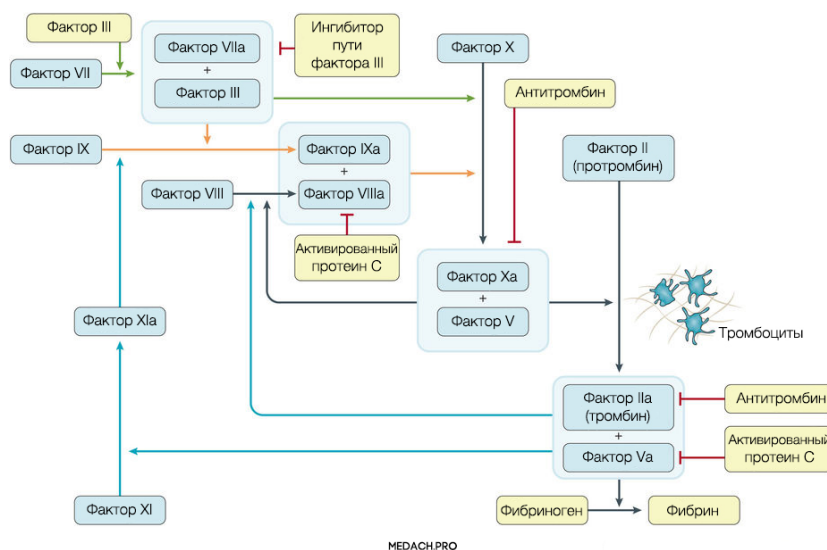 Фактор III
Фактор VII
Фактор VIIa
+
Фактор III
Ингибитор
пути
фактора III
Фактор X
Антитромбин
Фактор IX
Фактор IXa
+
Фактор VIIIa
Фактор VIII
Активированный
протеин C
Фактор II
(протромбин)
Фактор Xa
+
Фактор V
Тромбоциты
Фактор XIa
Фактор IIa
(тромбин)
+
Фактор Va
Антитромбин
Активированный
протеин C
Фактор XI
Фибриноген
Фибрин
MEDACH.PRO